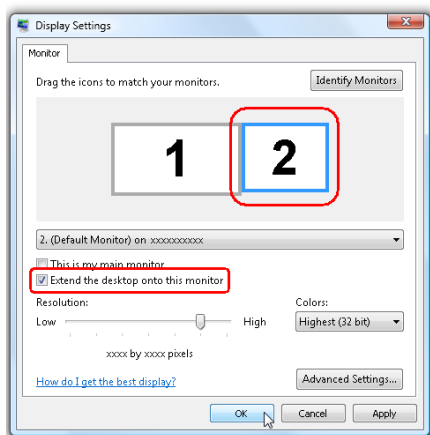 Display Settings
Monitor
Drag the icons to match your monitors.
Identify Monitors
1
2
2. (Default Monitor) on xxxxxxxxxx
This is my main monitor
Extend the desktop onto this monitor
Resolution:
Colors:
Low
High
Highest (32 bit)
xxxx by xxxx pixels
How do I get the best display?
Advanced Settings...
OK
Cancel
Apply